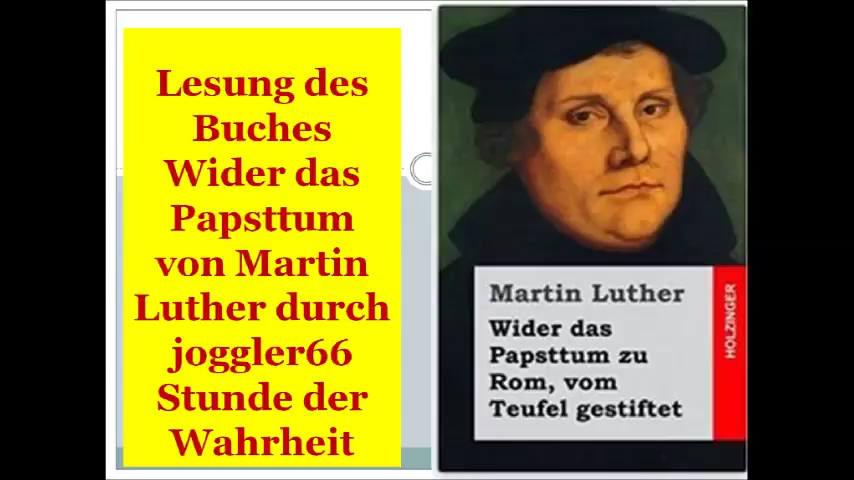 Lesung des
Buches
Wider das
Papsttum
von Martin
Luther durch
joggler66
Stunde der
Wahrheit
Martin Luther
Wider das
Papsttum zu
Rom, vom
Teufel gestiftet
HOLZINGER